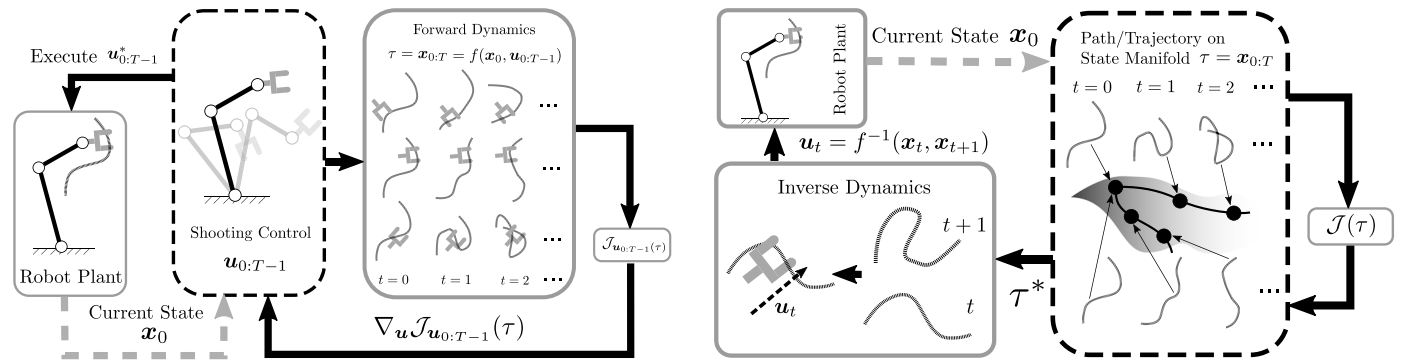 Execute u*_{0:T−1}
Robot Plant
Current State
x_0
Shooting Control
u_{0:T−1}
Forward Dynamics
τ = x_{0:T} = f(x_0, u_{0:T−1})
...
...
...
t = 0 t = 1 t = 2 ...
J_{u_{0:T−1}}(τ)
∇_u J_{u_{0:T−1}}(τ)
Robot Plant
Current State x_0
u_t = f^{−1}(x_t, x_{t+1})
Inverse Dynamics
t + 1
u_t
t
τ*
Path/Trajectory on
State Manifold τ = x_{0:T}
t = 0 t = 1 t = 2 ...
...
...
J(τ)